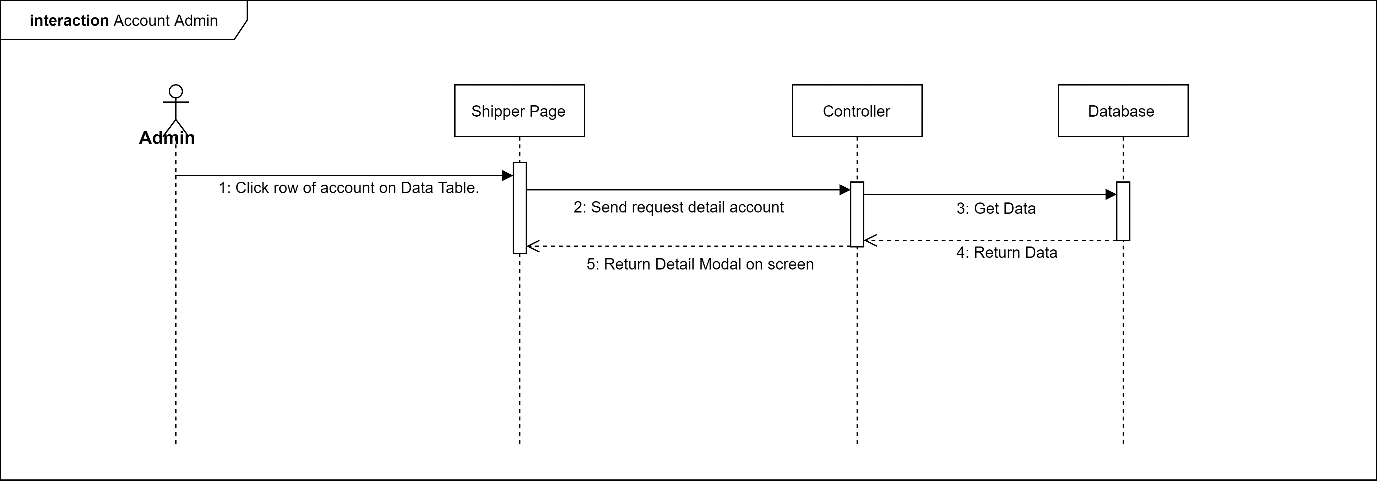 interaction Account Admin
Admin
Shipper Page
Controller
Database
1: Click row of account on Data Table.
2: Send request detail account
3: Get Data
4: Return Data
5: Return Detail Modal on screen